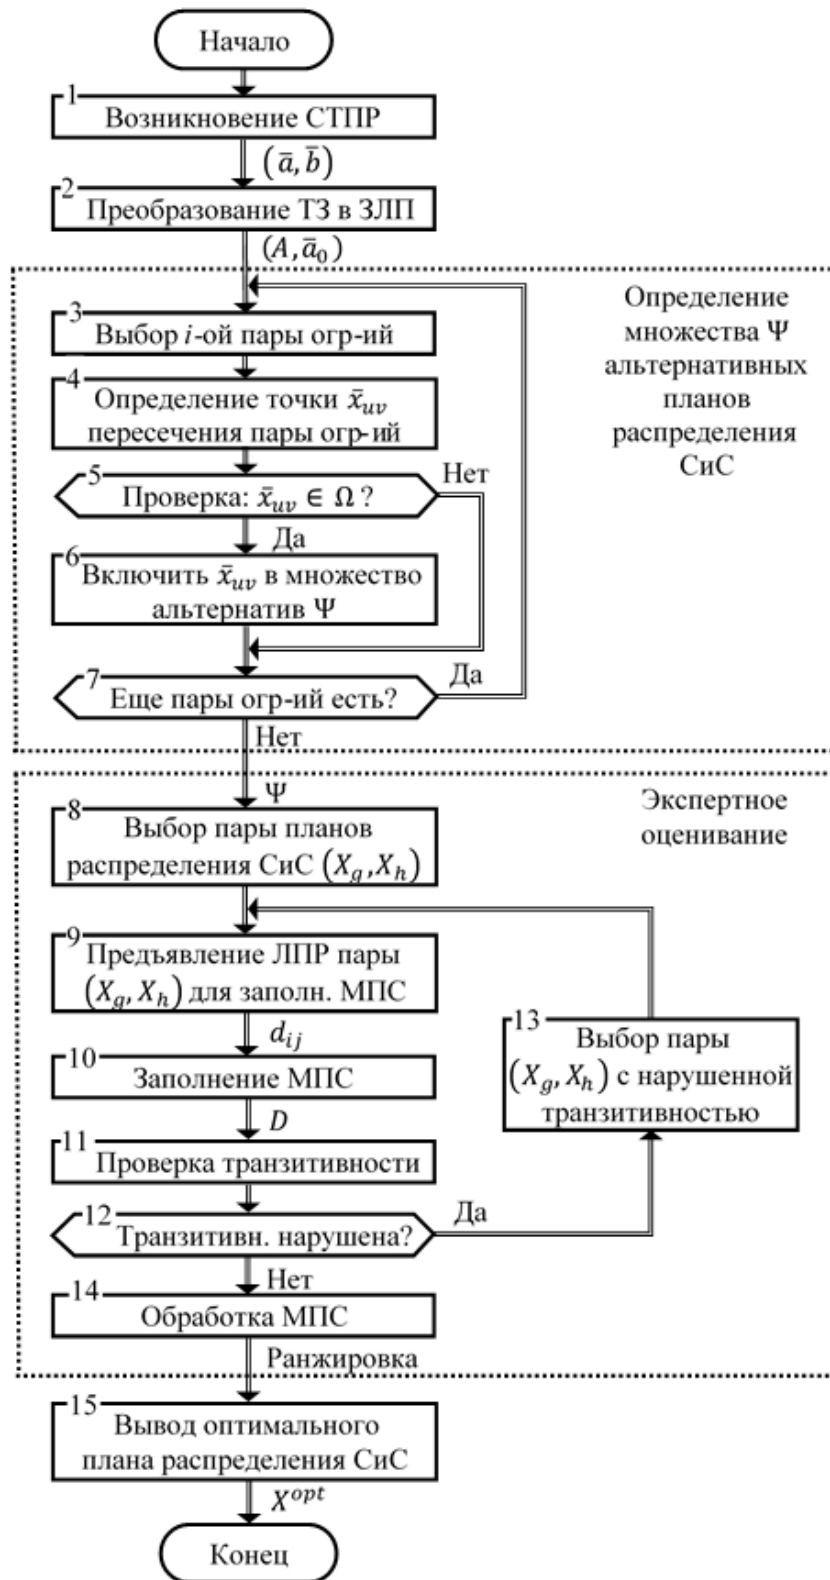 Начало
1
Возникновение СТПР
(a̅, b̅)
2
Преобразование ТЗ в ЗЛП
(A, a̅₀)
Определение
множества Ψ
альтернативных
планов
распределения
СиС
3
Выбор i-ой пары огр-ий
4
Определение точки x̅ᵤᵥ
пересечения пары огр-ий
5
Проверка: x̅ᵤᵥ ∈ Ω ?
Нет
Да
6
Включить x̅ᵤᵥ в множество
альтернатив Ψ
7
Еще пары огр-ий есть?
Да
Нет
Ψ
Экспертное
оценивание
8
Выбор пары планов
распределения СиС (X_g, X_h)
9
Предъявление ЛПР пары
(X_g, X_h) для заполн. МПС
d_ij
10
Заполнение МПС
D
11
Проверка транзитивности
12
Транзитивн. нарушена?
Да
13
Выбор пары
(X_g, X_h) с нарушенной
транзитивностью
Нет
14
Обработка МПС
Ранжировка
15
Вывод оптимального
плана распределения СиС
X^opt
Конец